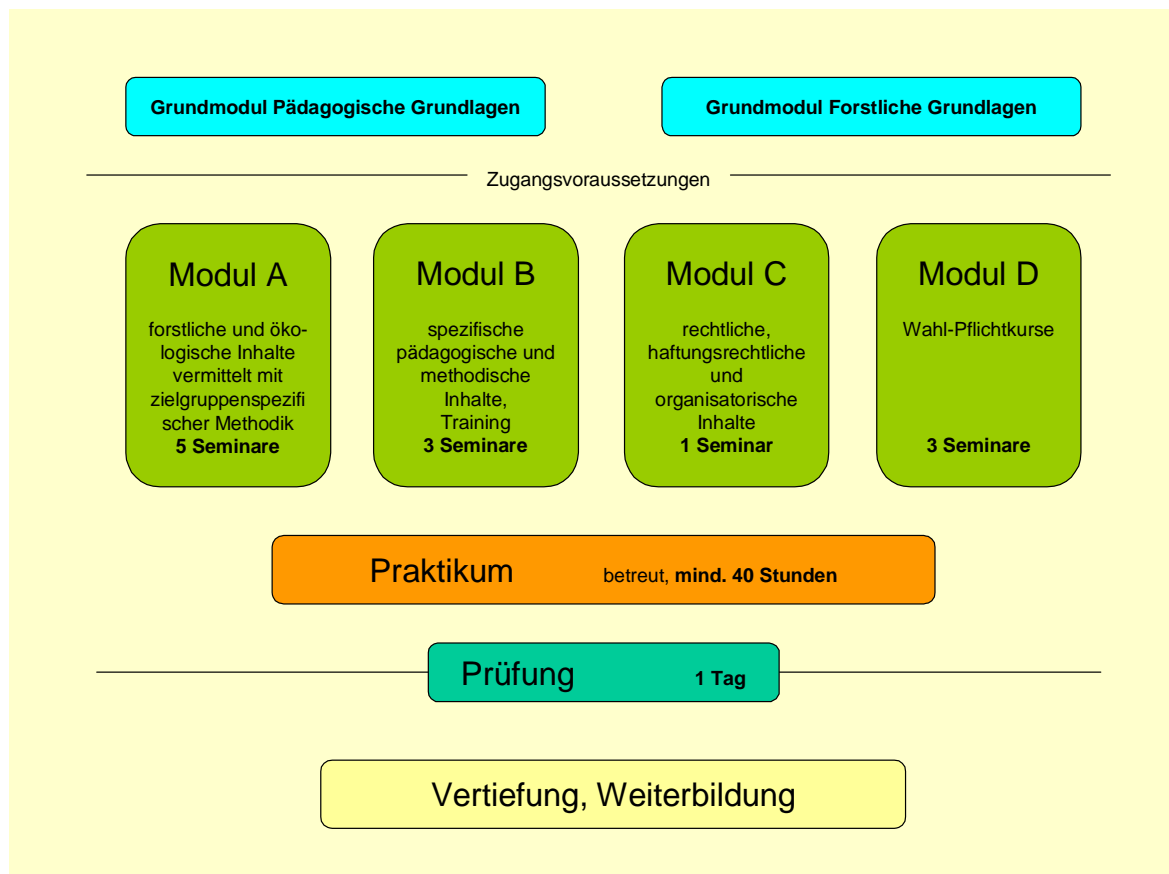 Grundmodul Pädagogische Grundlagen
Grundmodul Forstliche Grundlagen
Zugangsvoraussetzungen
Modul A
forstliche und öko-
logische Inhalte
vermittelt mit
zielgruppenspezifi
scher Methodik
5 Seminare
Modul B
spezifische
pädagogische und
methodische
Inhalte,
Training
3 Seminare
Modul C
rechtliche,
haftungsrechtliche
und
organisatorische
Inhalte
1 Seminar
Modul D
Wahl-Pflichtkurse
3 Seminare
Praktikum betreut, mind. 40 Stunden
Prüfung 1 Tag
Vertiefung, Weiterbildung